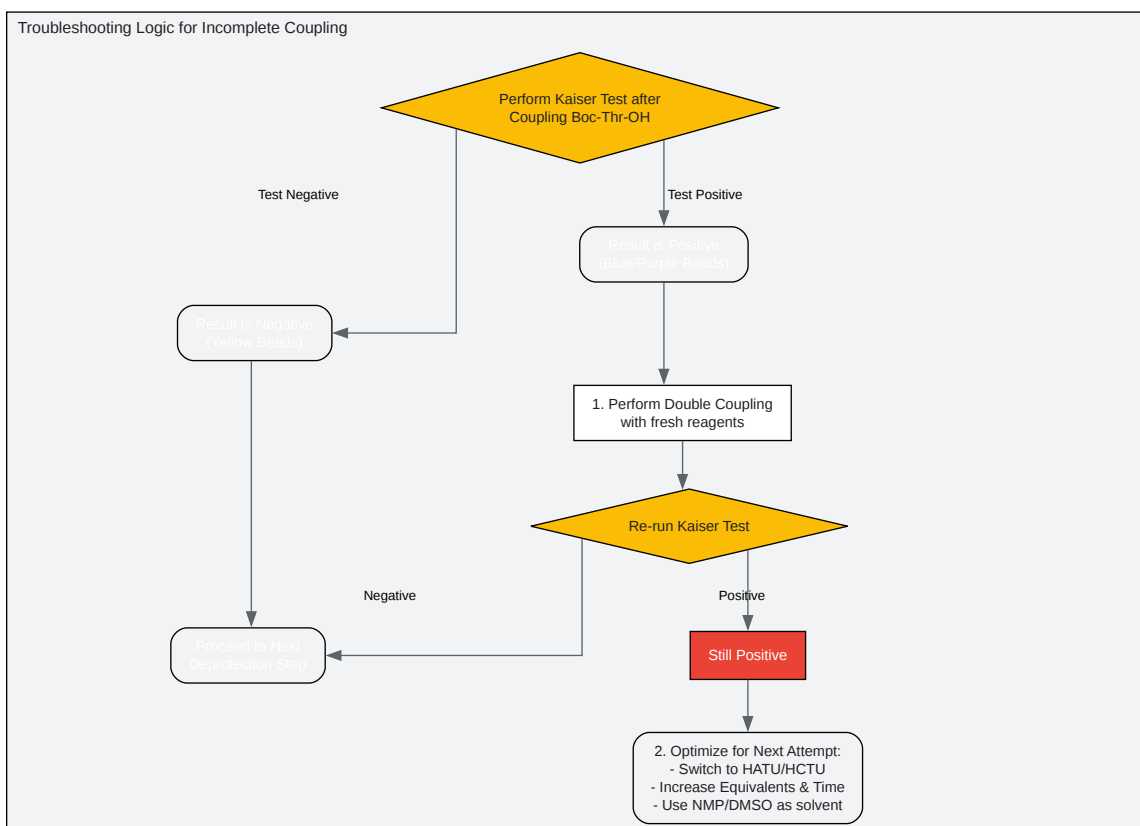 Troubleshooting Logic for Incomplete Coupling
Perform Kaiser Test after
Coupling Boc-Thr-OH
Test Negative
Test Positive
Result is Positive
(Blue/Purple Beads)
Result is Negative
(Yellow Beads)
1. Perform Double Coupling
with fresh reagents
Re-run Kaiser Test
Negative
Positive
Proceed to Next
Deprotection Step
Still Positive
2. Optimize for Next Attempt:
- Switch to HATU/HCTU
- Increase Equivalents & Time
- Use NMP/DMSO as solvent